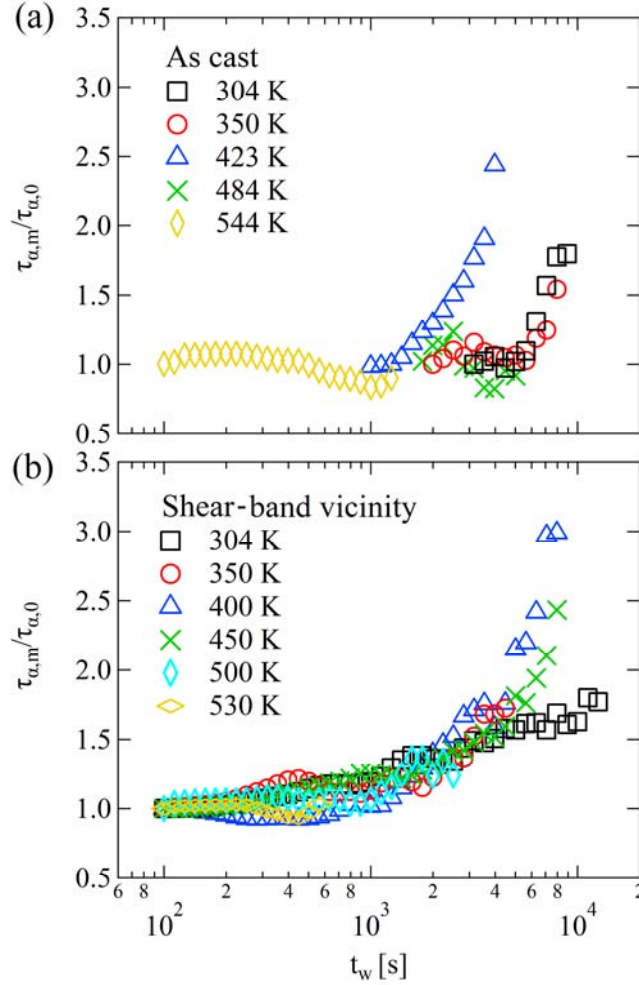 (a)
3.5
3.0
2.5
2.0
1.5
1.0
0.5
τα,m/τα,0
As cast
304 K
350 K
423 K
484 K
544 K
(b)
3.5
3.0
2.5
2.0
1.5
1.0
0.5
τα,m/τα,0
Shear-band vicinity
304 K
350 K
400 K
450 K
500 K
530 K
6 8 2 4 6 8 2 4 6 8 2
10² 10³ 10⁴
tw [s]